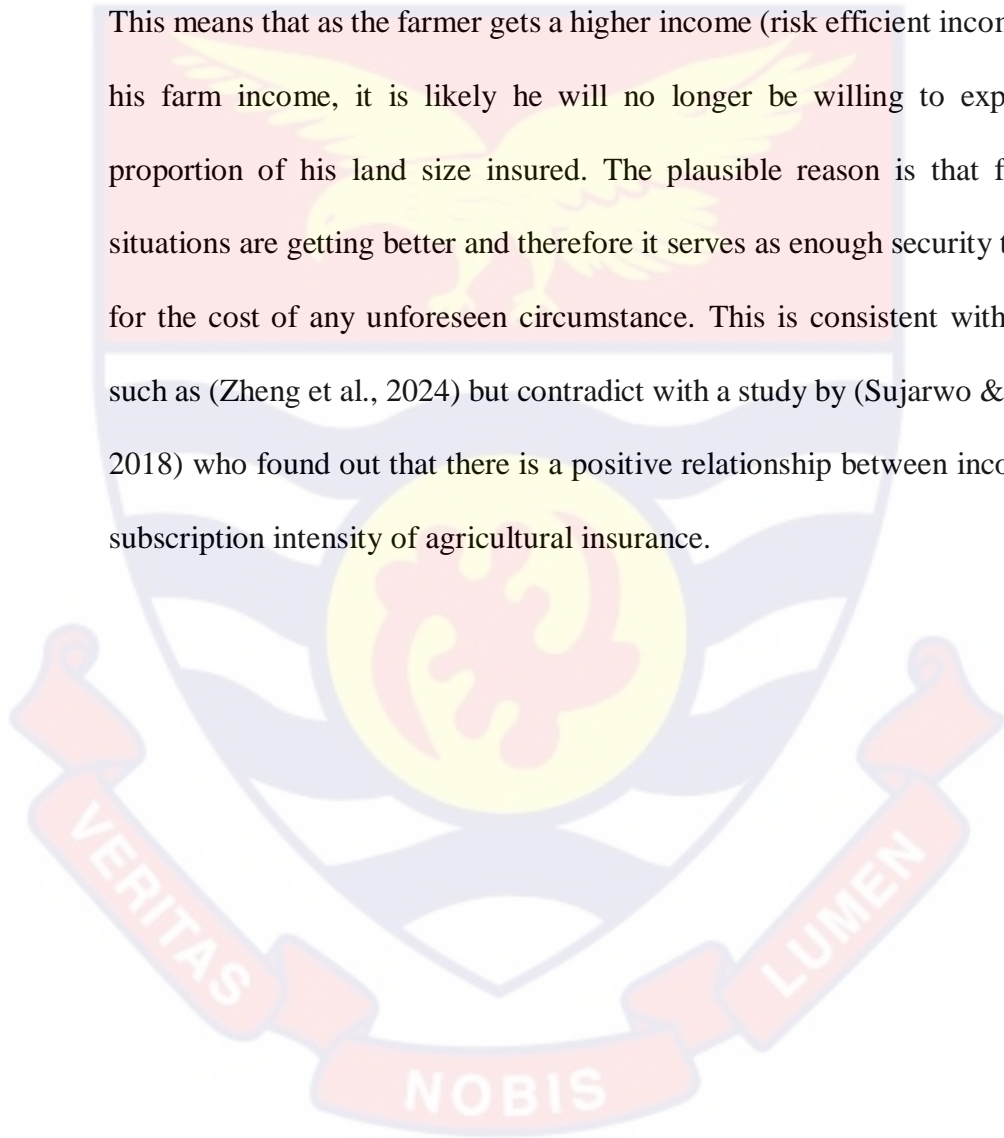 This means that as the farmer gets a higher income (risk efficient
his farm income, it is likely he will no longer be willing to
proportion of his land size insured. The plausible reason is that
situations are getting better and therefore it serves as enough security
for the cost of any unforeseen circumstance. This is consistent with
such as (Zheng et al., 2024) but contradict with a study by (Sujarwo &
2018) who found out that there is a positive relationship between
subscription intensity of agricultural insurance.
VERITAS
NOBIS
LUMEN